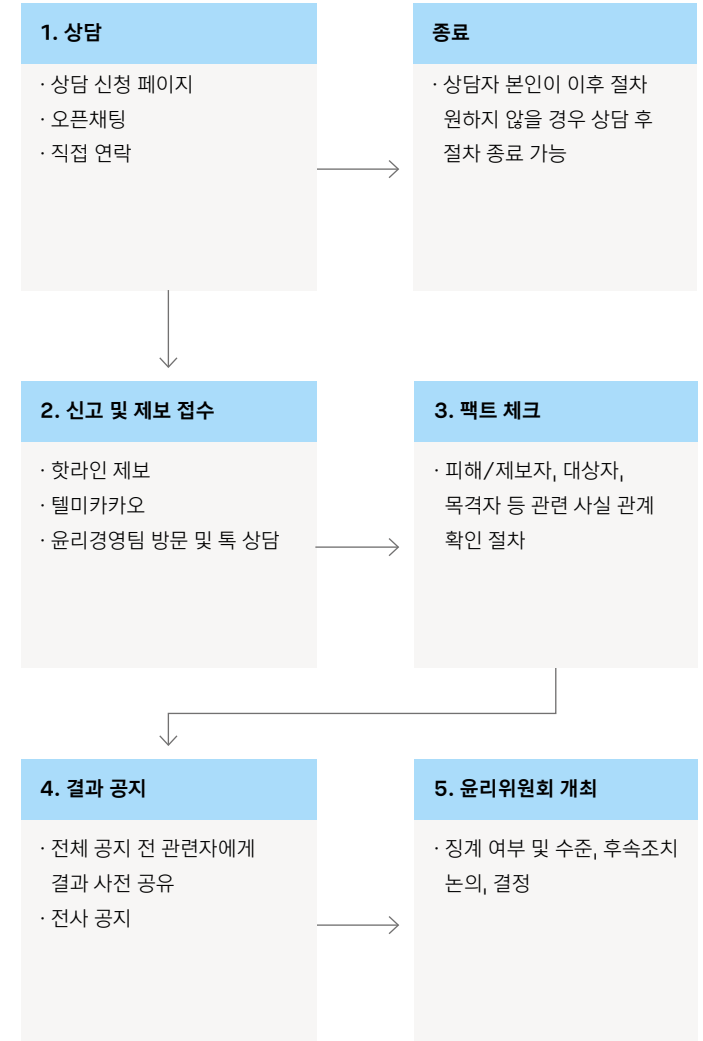 1. 상담
· 상담 신청 페이지
· 오픈채팅
· 직접 연락
종료
· 상담자 본인이 이후 절차
원하지 않을 경우 상담 후
절차 종료 가능
2. 신고 및 제보 접수
· 핫라인 제보
· 텔미카카오
· 윤리경영팀 방문 및 톡 상담
3. 팩트 체크
· 피해/제보자, 대상자,
목격자 등 관련 사실 관계
확인 절차
4. 결과 공지
· 전체 공지 전 관련자에게
결과 사전 공유
· 전사 공지
5. 윤리위원회 개최
· 징계 여부 및 수준, 후속조치
논의, 결정